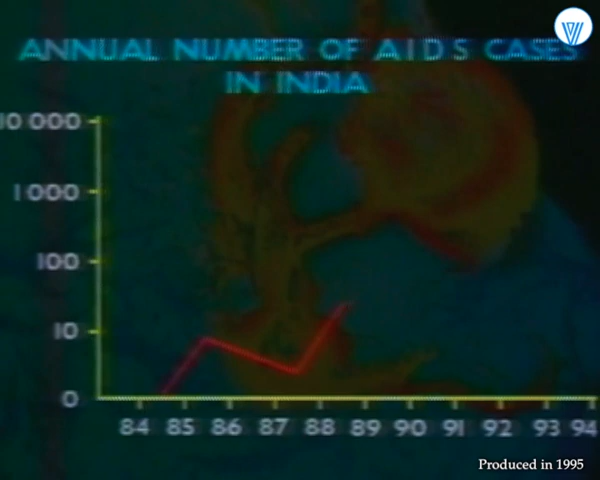 ANNUAL NUMBER OF AIDS CASES
IN INDIA
10 000
1 000
100
10
0
84 85 86 87 88 89 90 91 92 93 94
Produced in 1995